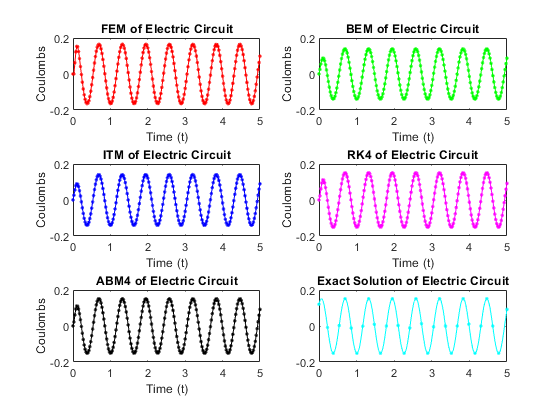 FEM of Electric Circuit
0.2
0
-0.2
Coulombs
0 1 2 3 4 5
Time (t)
BEM of Electric Circuit
0.2
0
-0.2
Coulombs
0 1 2 3 4 5
Time (t)
ITM of Electric Circuit
0.2
0
-0.2
Coulombs
0 1 2 3 4 5
Time (t)
RK4 of Electric Circuit
0.2
0
-0.2
Coulombs
0 1 2 3 4 5
Time (t)
ABM4 of Electric Circuit
0.2
0
-0.2
Coulombs
0 1 2 3 4 5
Time (t)
Exact Solution of Electric Circuit
0.2
0
-0.2
0 1 2 3 4 5